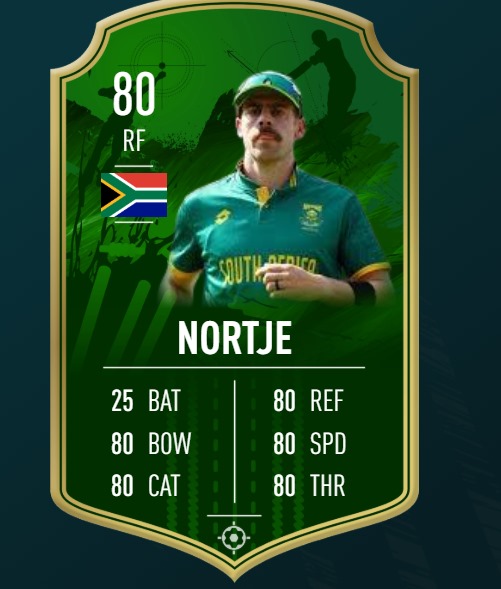 80
RF
SOUTH AFRICA
NORTJE
25 BAT
80 REF
80 BOW
80 SPD
80 CAT
80 THR